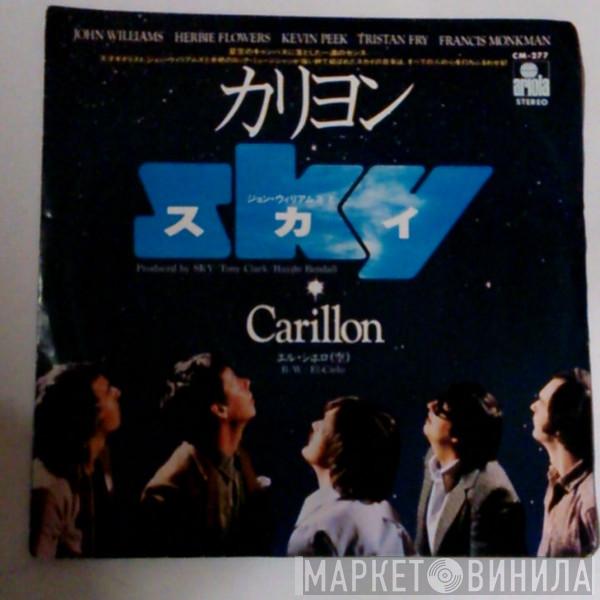 JOHN WILLIAMS HERBIE FLOWERS KEVIN PEEK TRISTAN FRY FRANCIS MONKMAN
CM-277
ariola
STEREO
カリヨン
sky
ジョン・ウィリアムス
スカイ
Produced by SKY Tony Clark Haydn Bendall
Carillon
エル・シエロ(空)
B/W El Cielo
МАРКЕТ ВИНИЛА